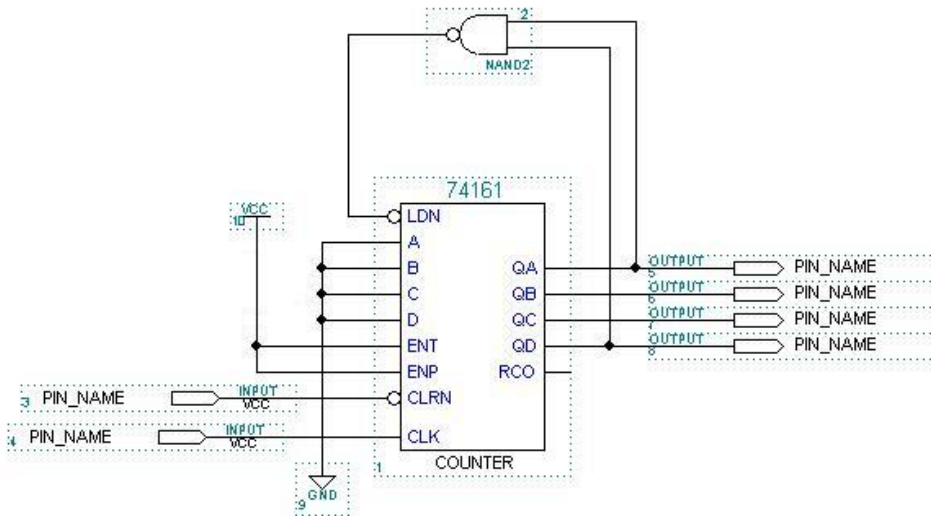 2
NAND2
74161
VCC
10
LDN
A
B
C
D
ENT
ENP
CLRN
CLK
QA
QB
QC
QD
RCO
COUNTER
1
OUTPUT
5
PIN_NAME
OUTPUT
6
PIN_NAME
OUTPUT
7
PIN_NAME
OUTPUT
8
PIN_NAME
3
PIN_NAME
INPUT
VCC
4
PIN_NAME
INPUT
VCC
9
GND